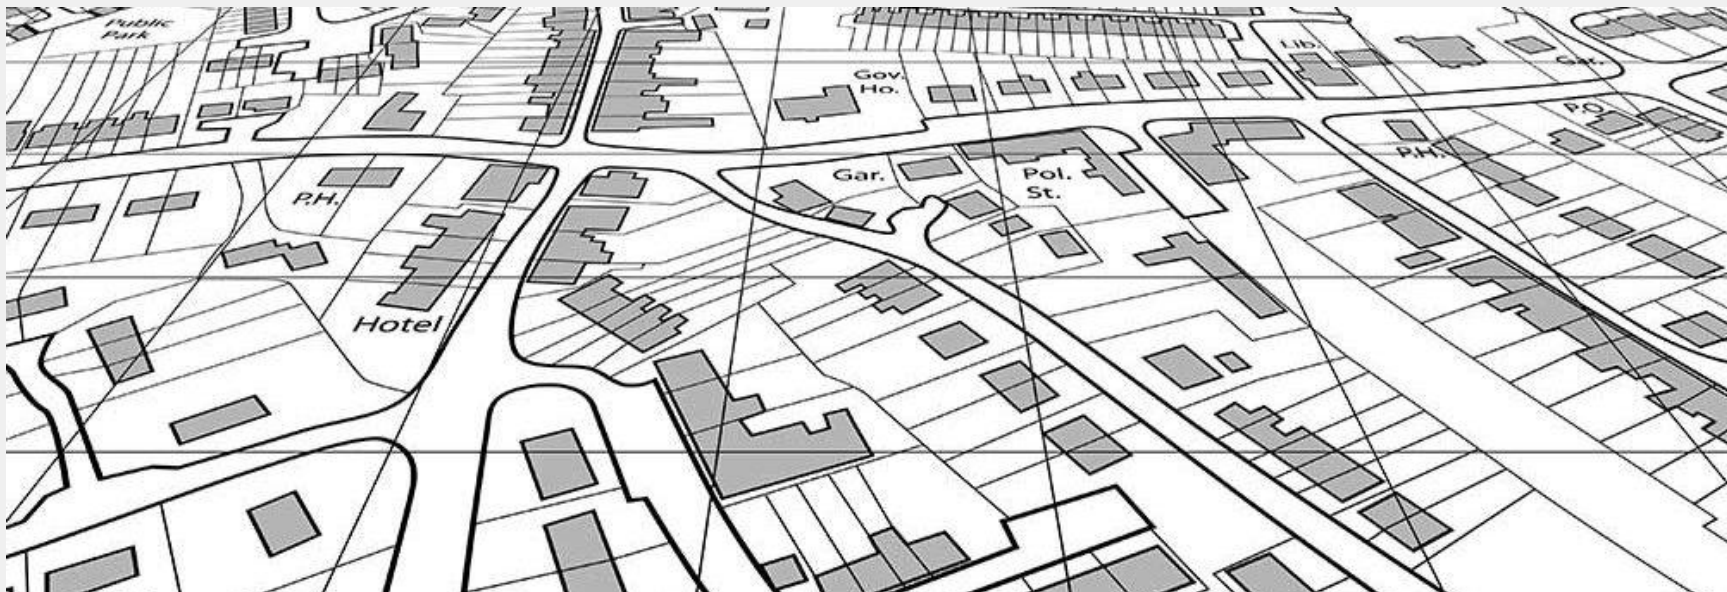 Public
Park
Lib.
Gov.
Ho.
Gar.
P.O.
P.H.
Gar.
Pol.
St.
P.H.
Hotel